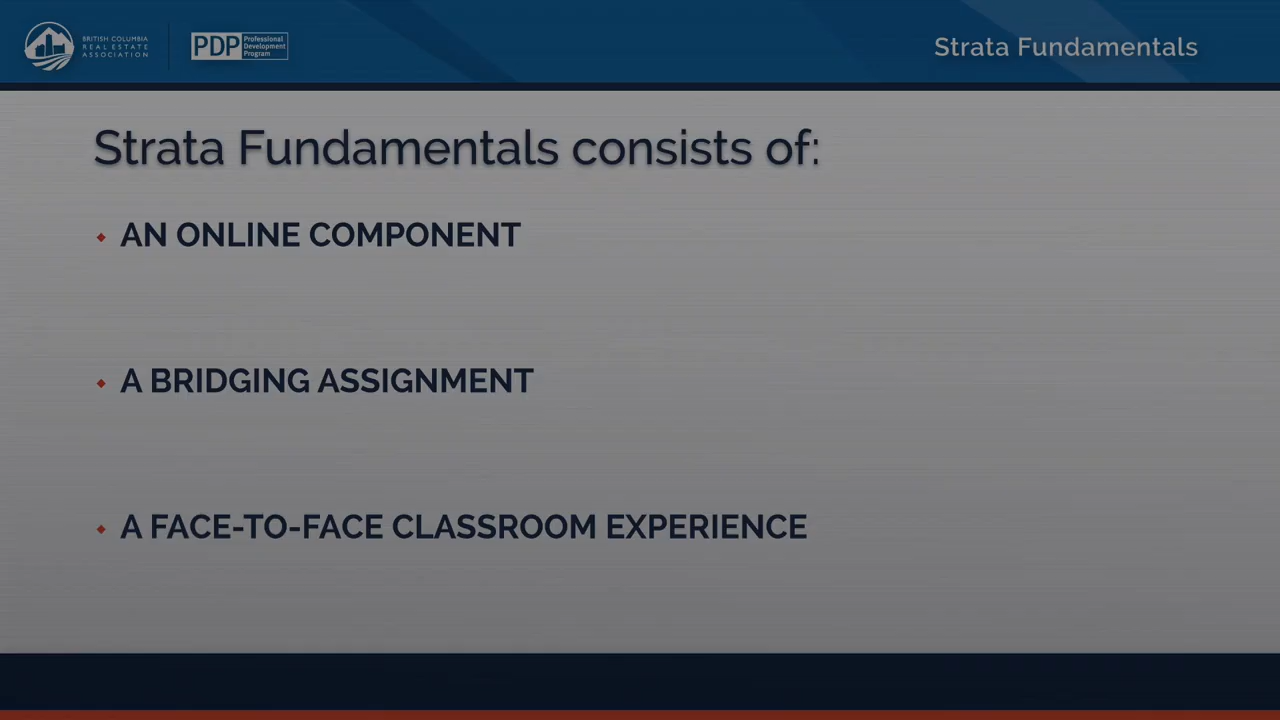 BRITISH COLUMBIA
REAL ESTATE
ASSOCIATION
PDP Professional
Development
Program
Strata Fundamentals
Strata Fundamentals consists of:
AN ONLINE COMPONENT
A BRIDGING ASSIGNMENT
A FACE-TO-FACE CLASSROOM EXPERIENCE